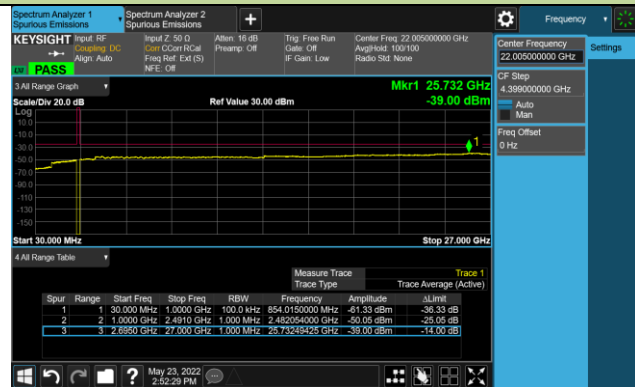 Spectrum Analyzer 1
Spurious Emissions
Spectrum Analyzer 2
Spurious Emissions
+
Frequency
KEYSIGHT
Input: RF
Coupling: DC
Align: Auto
Input Z: 50 Ω
Corr CCorr RCal
Freq Ref: Ext (S)
NFE: Off
Atten: 16 dB
Preamp: Off
Trig: Free Run
Gate: Off
IF Gain: Low
Center Freq: 22.005000000 GHz
Avg|Hold: 100/100
Radio Std: None
PASS
Center Frequency
22.005000000 GHz
Settings
CF Step
4.399000000 GHz
Auto
Man
Freq Offset
0 Hz
3 All Range Graph
Mkr1 25.732 GHz
Scale/Div 20.0 dB
Ref Value 30.00 dBm
-39.00 dBm
Log
10.0
-10.0
-30.0
-50.0
-70.0
-90.0
-110
-130
-150
1
Start 30.000 MHz
Stop 27.000 GHz
4 All Range Table
Measure Trace Trace 1
Trace Type Trace Average (Active)
Spur Range Start Freq Stop Freq RBW Frequency Amplitude ΔLimit
1 1 30.000 MHz 1.0000 GHz 100.0 kHz 854.0150000 MHz -61.33 dBm -36.33 dB
2 2 1.0000 GHz 2.4910 GHz 1.000 MHz 2.482054000 GHz -50.05 dBm -25.05 dB
3 3 2.6950 GHz 27.000 GHz 1.000 MHz 25.73249425 GHz -39.00 dBm -14.00 dB
?
May 23, 2022
2:52:29 PM